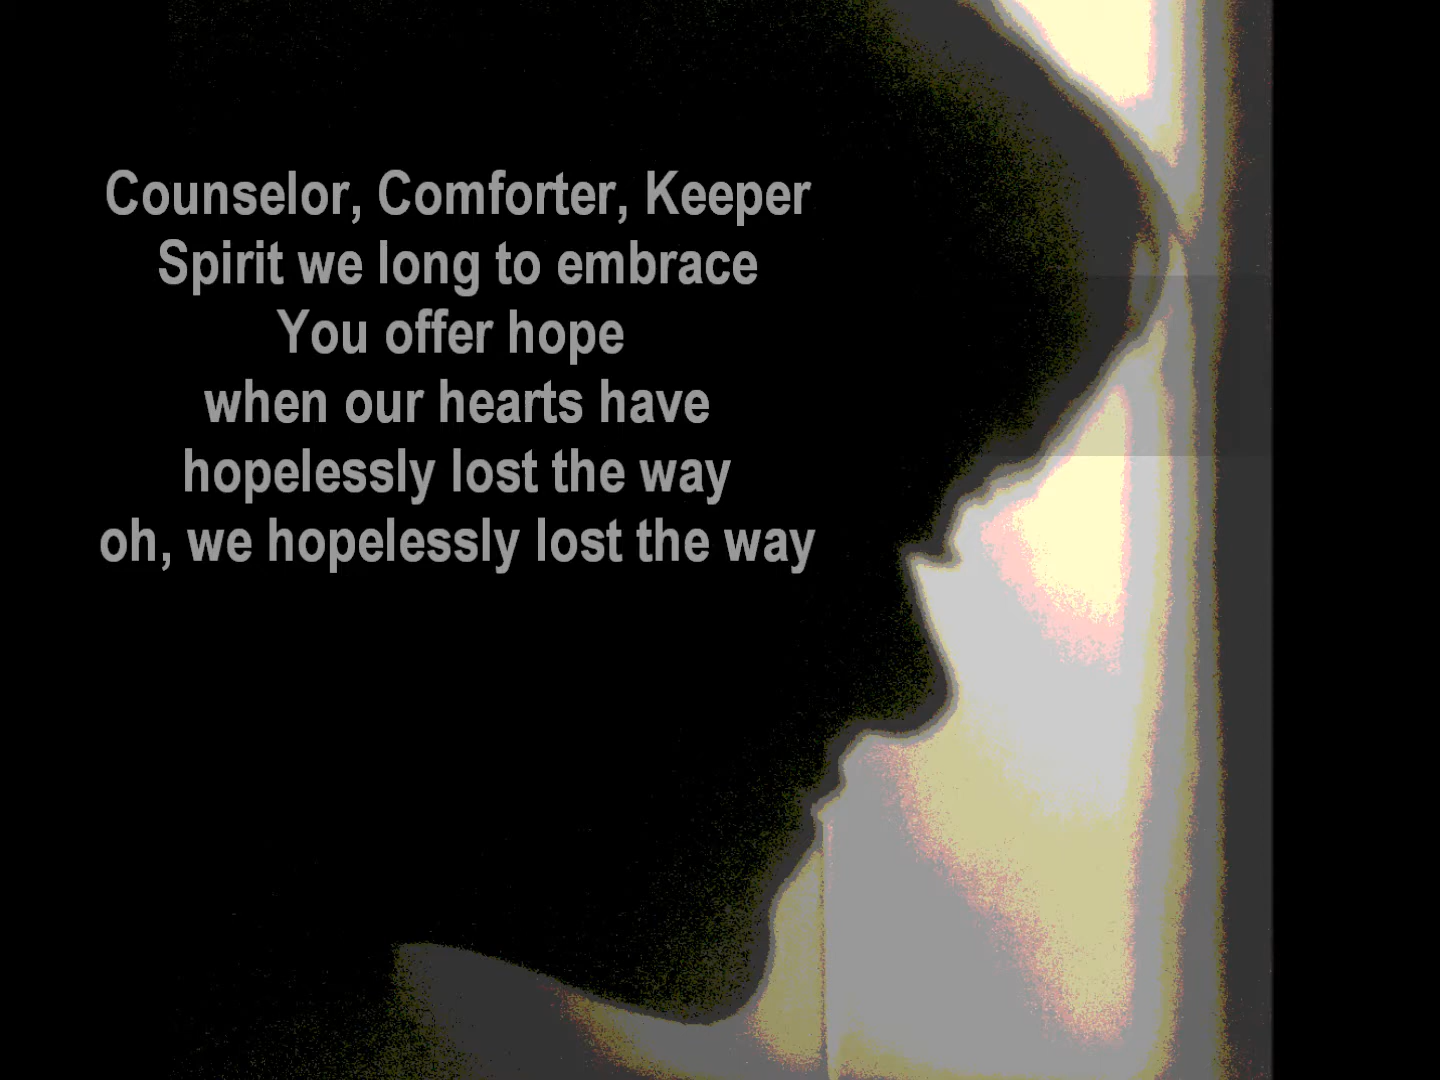 Counselor, Comforter, Keeper
Spirit we long to embrace
You offer hope
when our hearts have
hopelessly lost the way
oh, we hopelessly lost the way